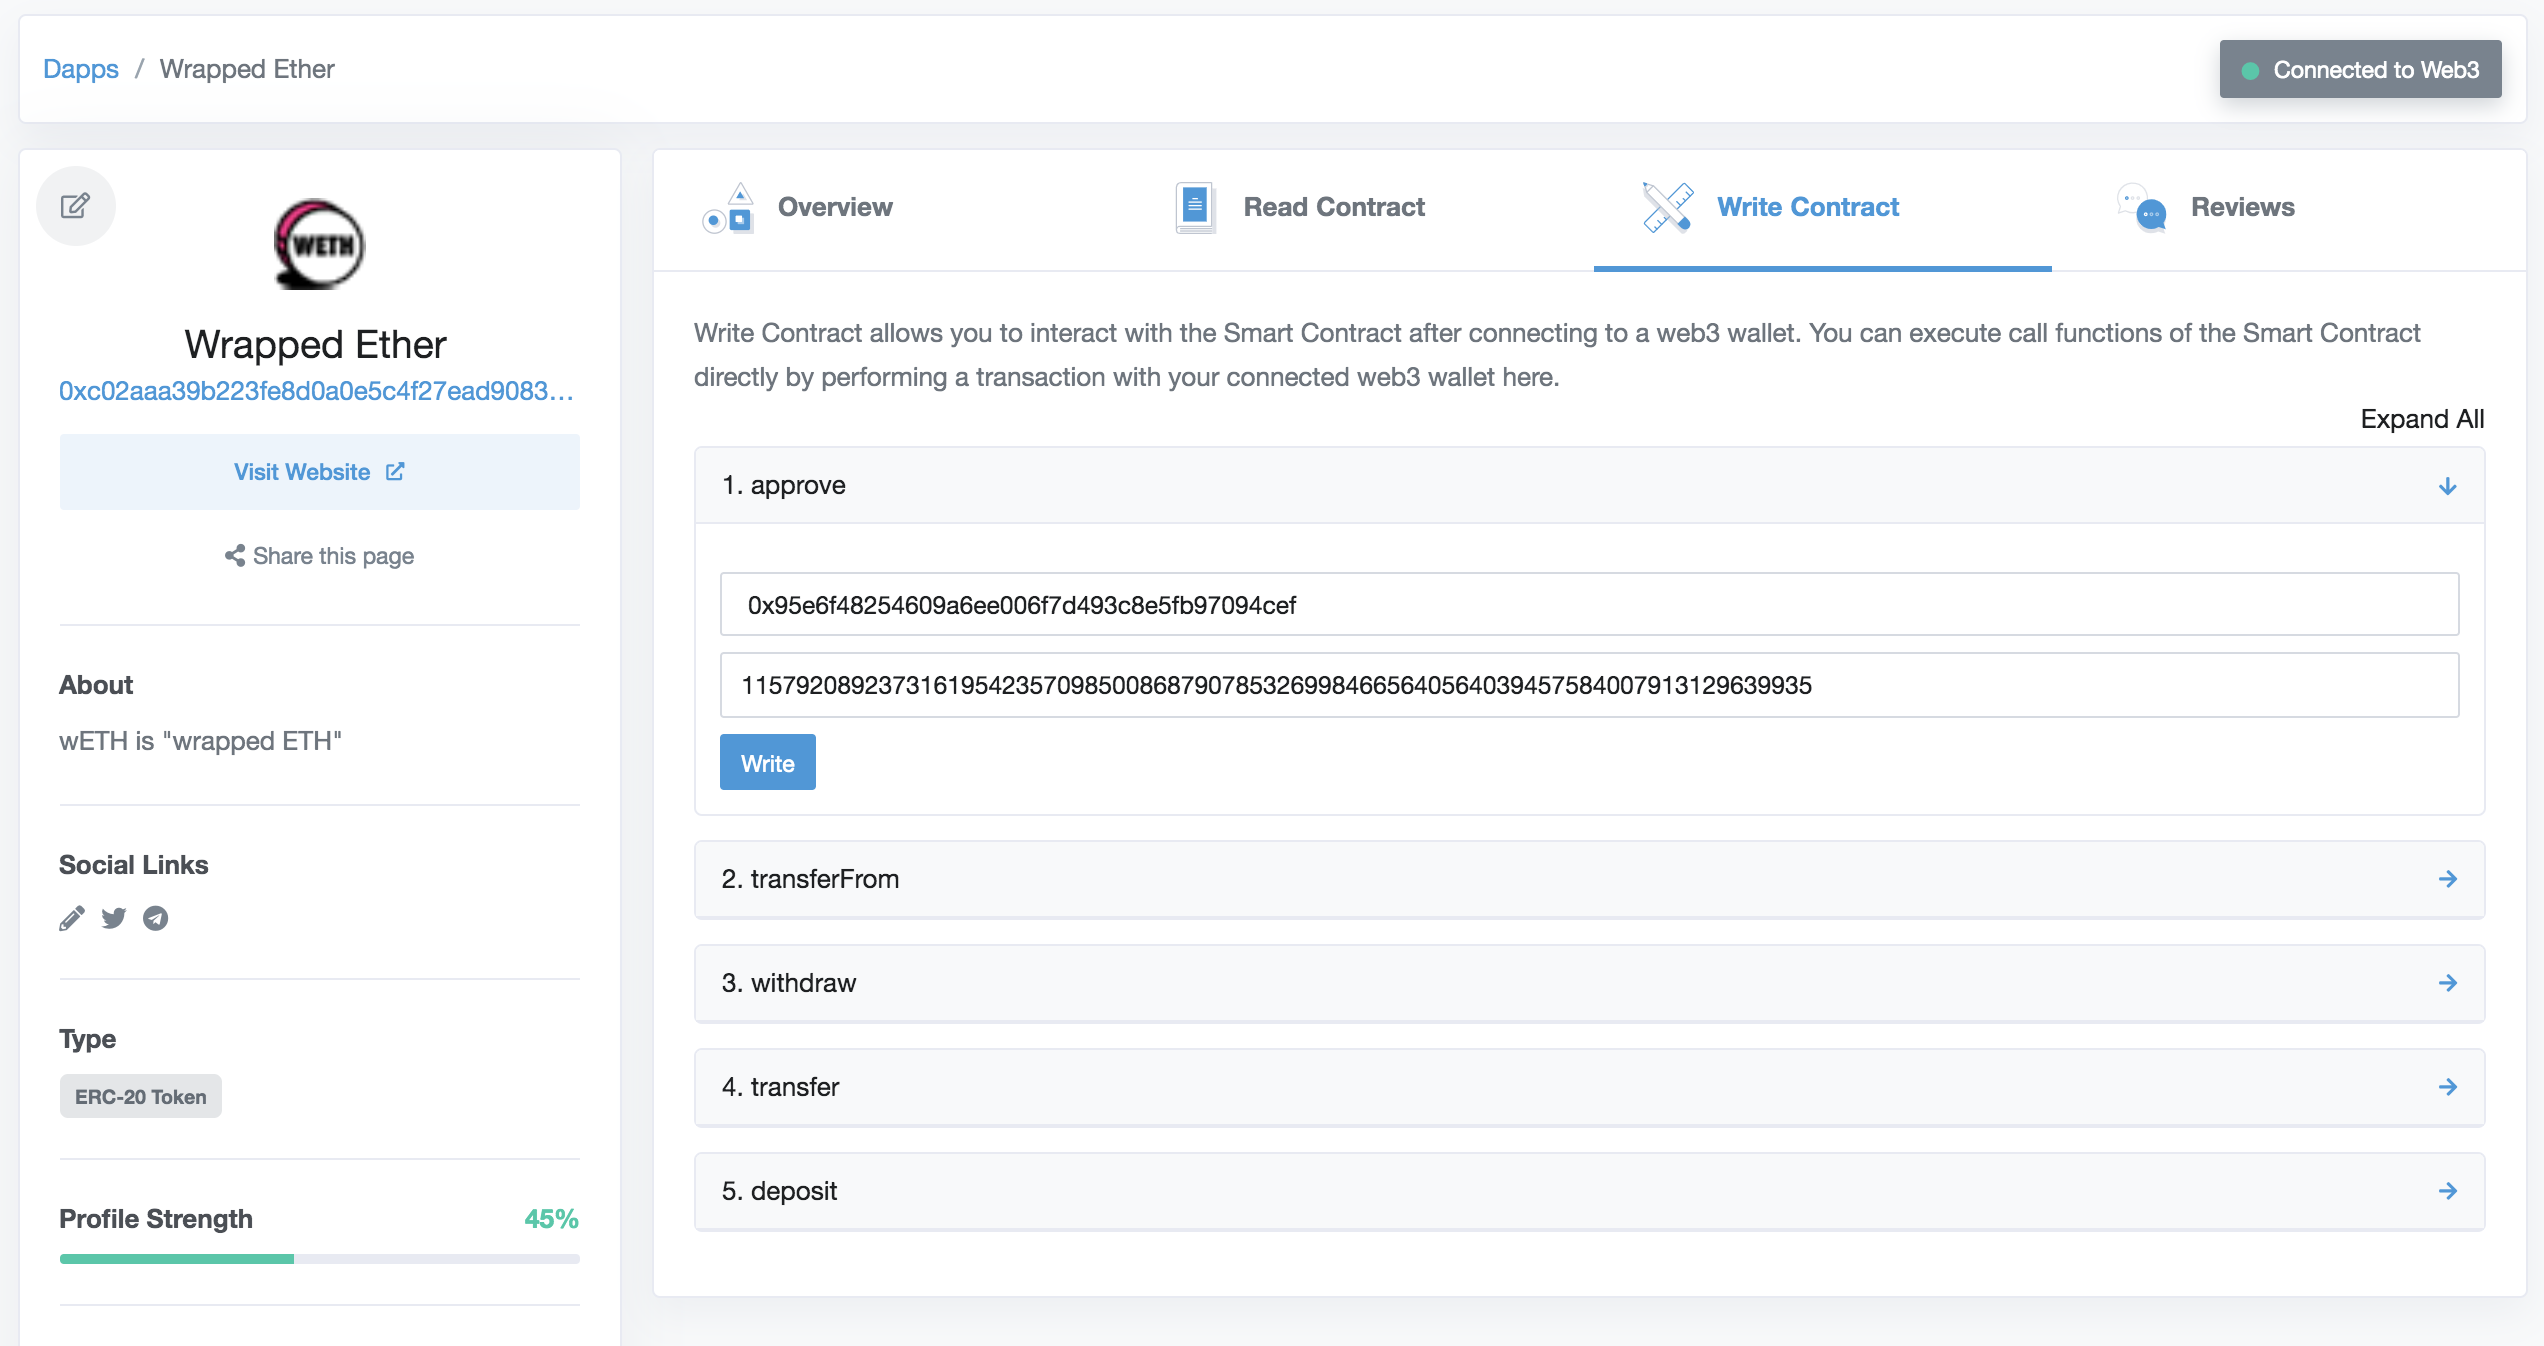 Dapps / Wrapped Ether
Connected to Web3
WETH
Wrapped Ether
0xc02aaa39b223fe8d0a0e5c4f27ead9083…
Visit Website
Share this page
About
wETH is "wrapped ETH"
Social Links
Type
ERC-20 Token
Profile Strength 45%
Overview
Read Contract
Write Contract
Reviews
Write Contract allows you to interact with the Smart Contract after connecting to a web3 wallet. You can execute call functions of the Smart Contract
directly by performing a transaction with your connected web3 wallet here.
Expand All
1. approve
0x95e6f48254609a6ee006f7d493c8e5fb97094cef
115792089237316195423570985008687907853269984665640564039457584007913129639935
Write
2. transferFrom
3. withdraw
4. transfer
5. deposit